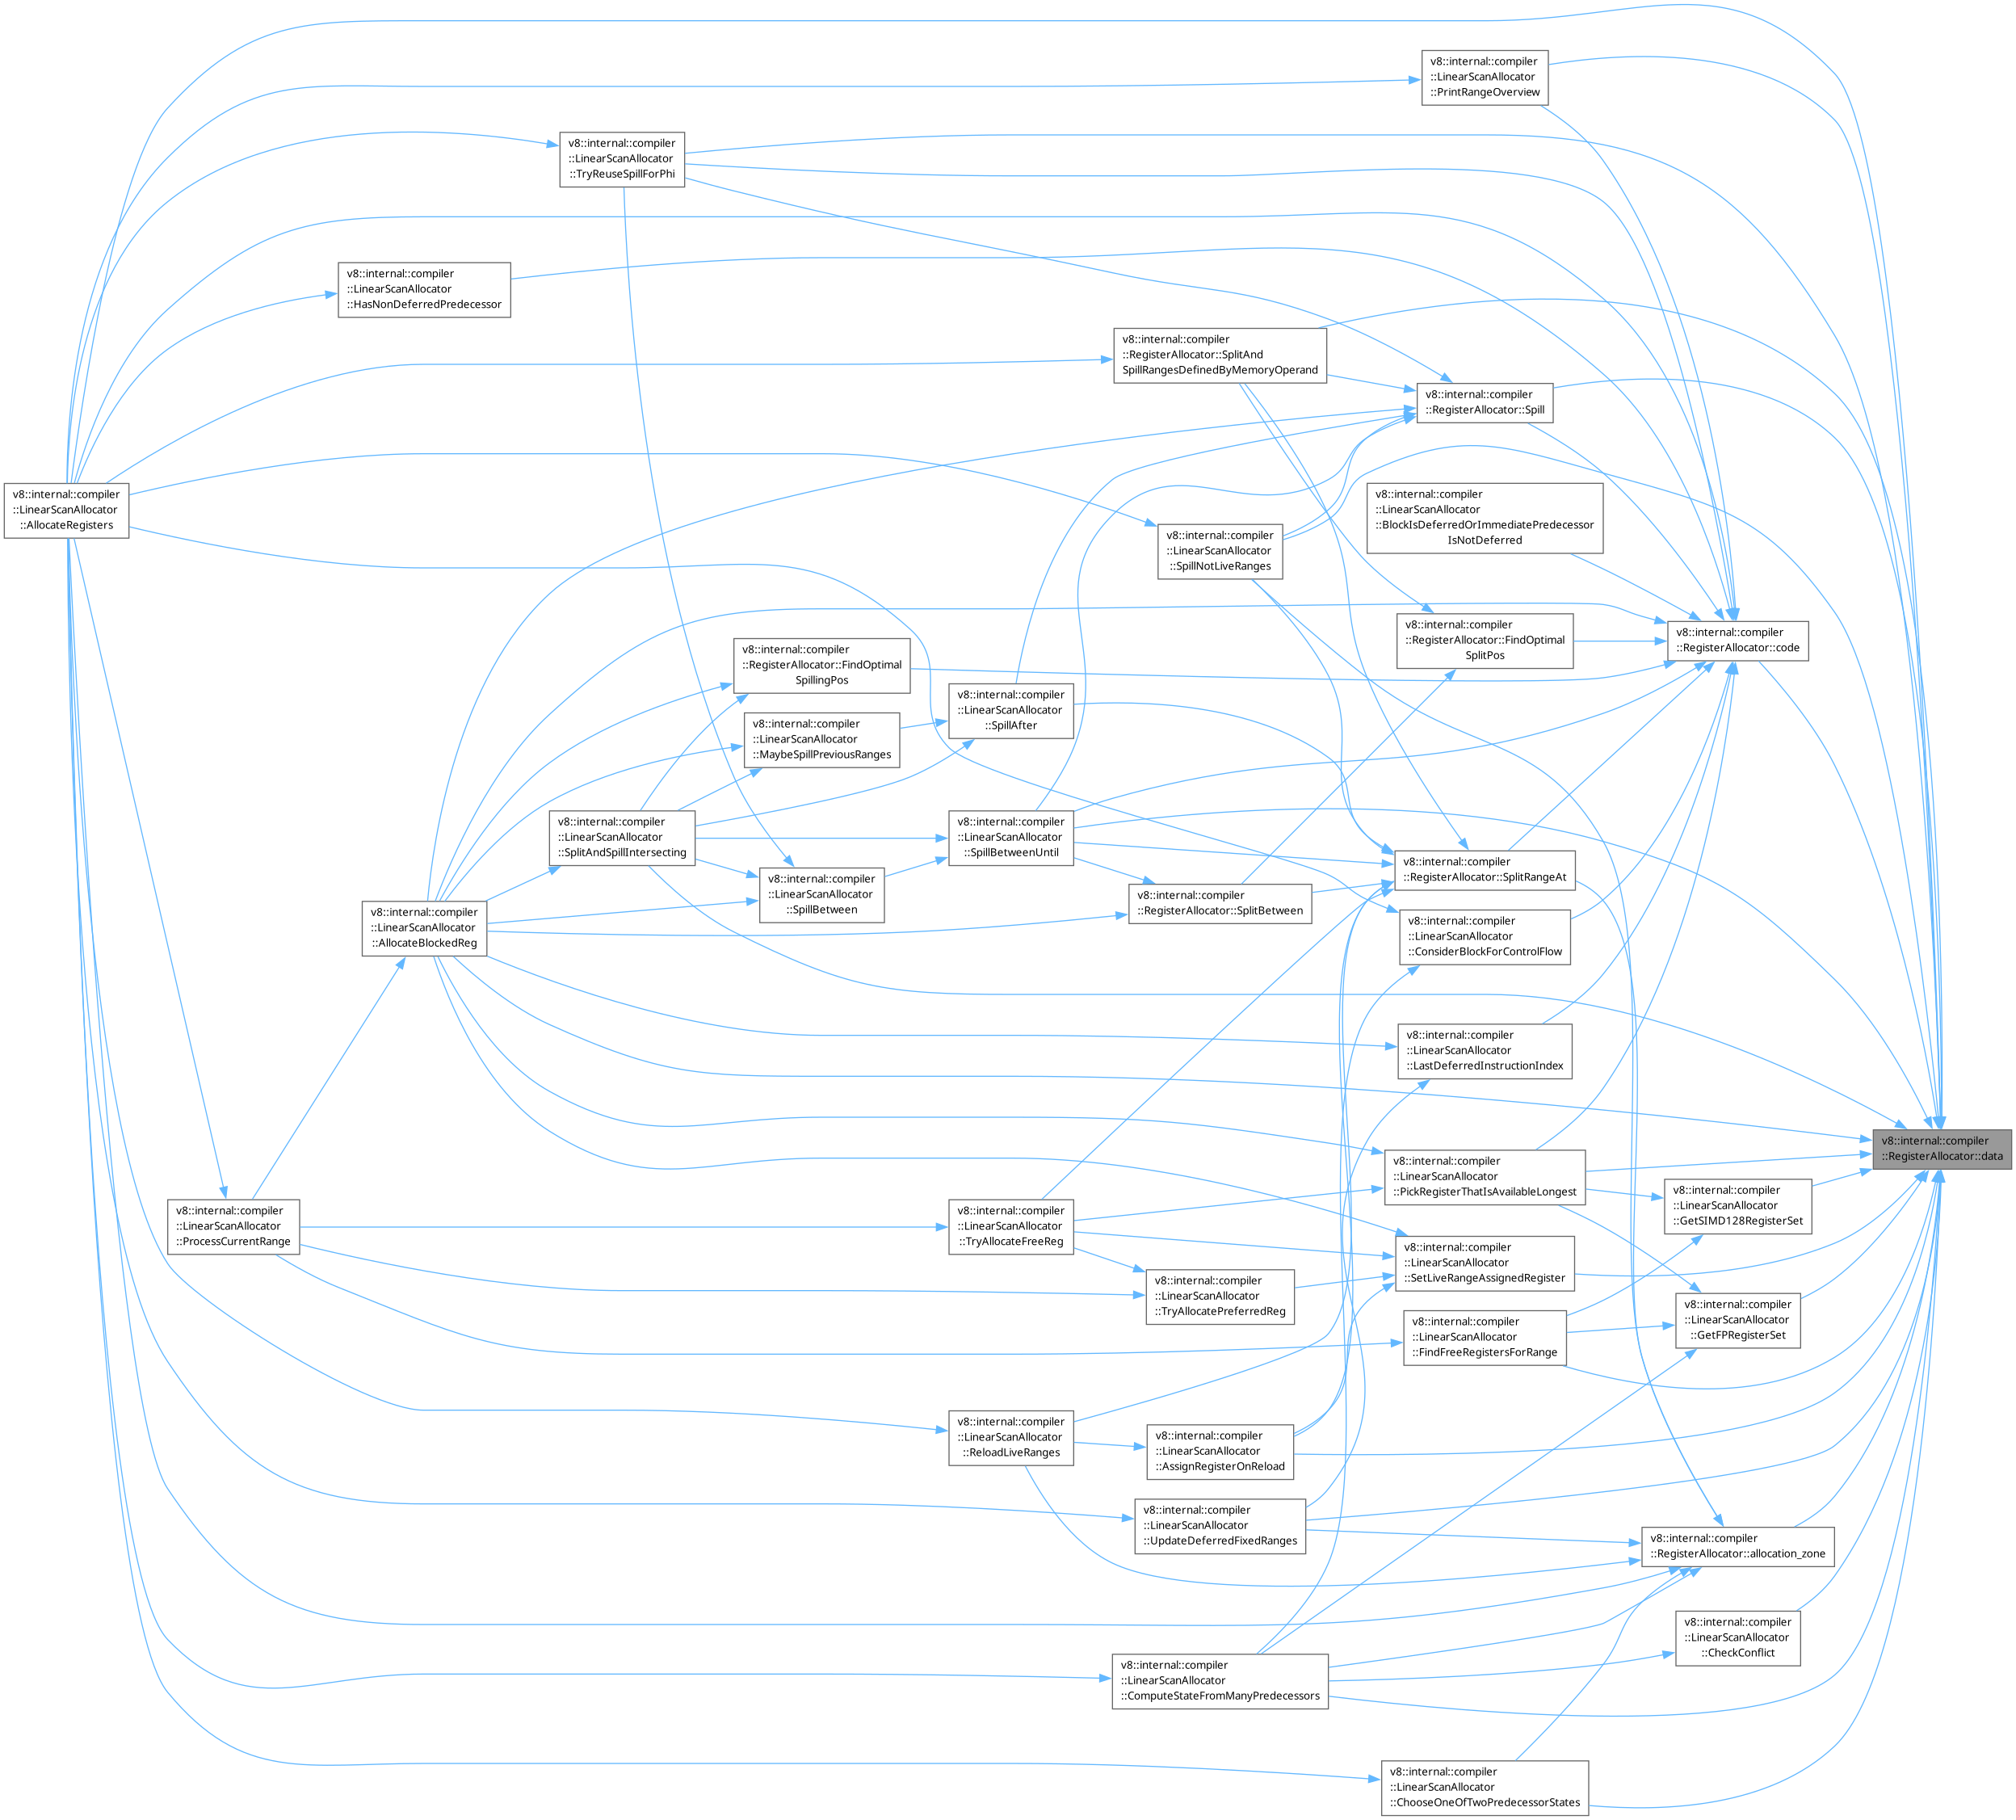 v8::internal::compiler
::LinearScanAllocator
::PrintRangeOverview
v8::internal::compiler
::LinearScanAllocator
::TryReuseSpillForPhi
v8::internal::compiler
::LinearScanAllocator
::HasNonDeferredPredecessor
v8::internal::compiler
::RegisterAllocator::SplitAnd
SpillRangesDefinedByMemoryOperand
v8::internal::compiler
::RegisterAllocator::Spill
v8::internal::compiler
::LinearScanAllocator
::AllocateRegisters
v8::internal::compiler
::LinearScanAllocator
::BlockIsDeferredOrImmediatePredecessor
IsNotDeferred
v8::internal::compiler
::LinearScanAllocator
::SpillNotLiveRanges
v8::internal::compiler
::RegisterAllocator::FindOptimal
SplitPos
v8::internal::compiler
::RegisterAllocator::code
v8::internal::compiler
::RegisterAllocator::FindOptimal
SpillingPos
v8::internal::compiler
::LinearScanAllocator
::SpillAfter
v8::internal::compiler
::LinearScanAllocator
::MaybeSpillPreviousRanges
v8::internal::compiler
::LinearScanAllocator
::SplitAndSpillIntersecting
v8::internal::compiler
::LinearScanAllocator
::SpillBetweenUntil
v8::internal::compiler
::RegisterAllocator::SplitRangeAt
v8::internal::compiler
::LinearScanAllocator
::SpillBetween
v8::internal::compiler
::RegisterAllocator::SplitBetween
v8::internal::compiler
::LinearScanAllocator
::AllocateBlockedReg
v8::internal::compiler
::LinearScanAllocator
::ConsiderBlockForControlFlow
v8::internal::compiler
::LinearScanAllocator
::LastDeferredInstructionIndex
v8::internal::compiler
::RegisterAllocator::data
v8::internal::compiler
::LinearScanAllocator
::PickRegisterThatIsAvailableLongest
v8::internal::compiler
::LinearScanAllocator
::GetSIMD128RegisterSet
v8::internal::compiler
::LinearScanAllocator
::ProcessCurrentRange
v8::internal::compiler
::LinearScanAllocator
::TryAllocateFreeReg
v8::internal::compiler
::LinearScanAllocator
::SetLiveRangeAssignedRegister
v8::internal::compiler
::LinearScanAllocator
::TryAllocatePreferredReg
v8::internal::compiler
::LinearScanAllocator
::GetFPRegisterSet
v8::internal::compiler
::LinearScanAllocator
::FindFreeRegistersForRange
v8::internal::compiler
::LinearScanAllocator
::ReloadLiveRanges
v8::internal::compiler
::LinearScanAllocator
::AssignRegisterOnReload
v8::internal::compiler
::LinearScanAllocator
::UpdateDeferredFixedRanges
v8::internal::compiler
::RegisterAllocator::allocation_zone
v8::internal::compiler
::LinearScanAllocator
::CheckConflict
v8::internal::compiler
::LinearScanAllocator
::ComputeStateFromManyPredecessors
v8::internal::compiler
::LinearScanAllocator
::ChooseOneOfTwoPredecessorStates